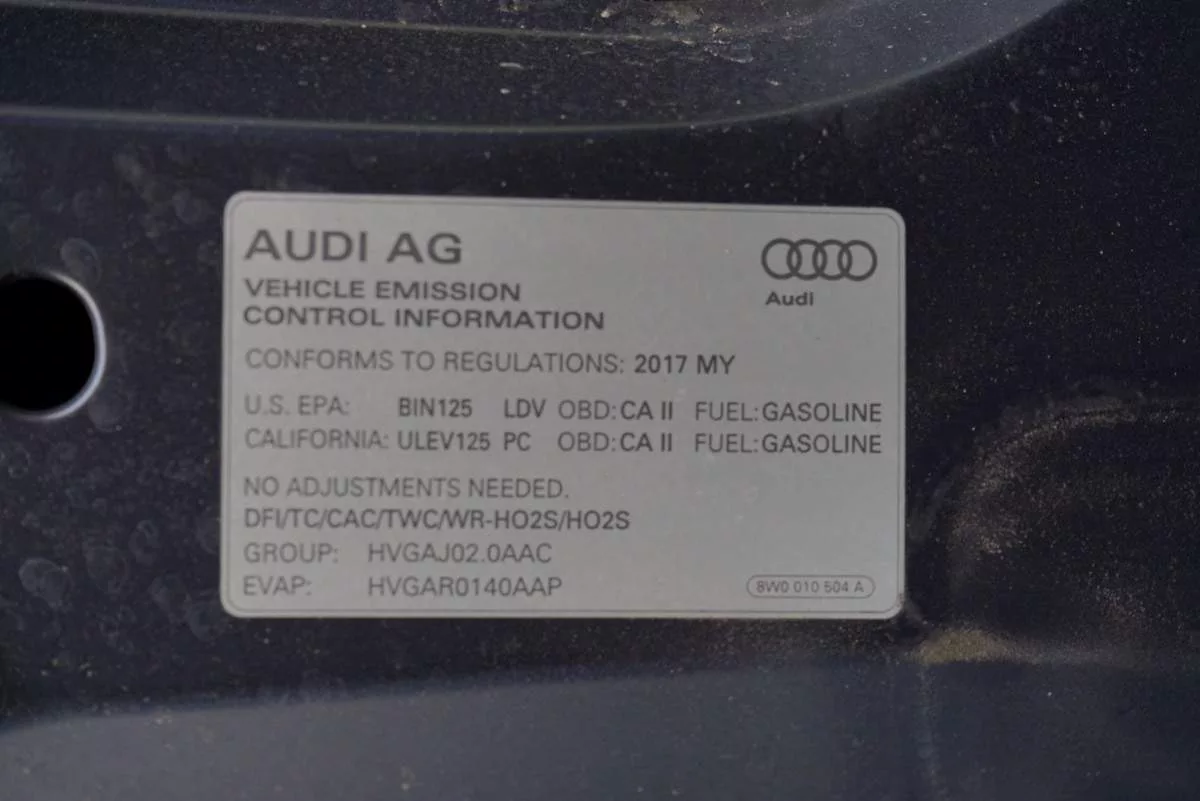 AUDI AG
Audi
VEHICLE EMISSION
CONTROL INFORMATION
CONFORMS TO REGULATIONS: 2017 MY
U.S. EPA: BIN125 LDV OBD: CA II FUEL: GASOLINE
CALIFORNIA: ULEV125 PC OBD: CA II FUEL: GASOLINE
NO ADJUSTMENTS NEEDED.
DFI/TC/CAC/TWC/WR-HO2S/HO2S
GROUP: HVGAJ02.0AAC
EVAP: HVGAR0140AAP
8W0 010 504 A